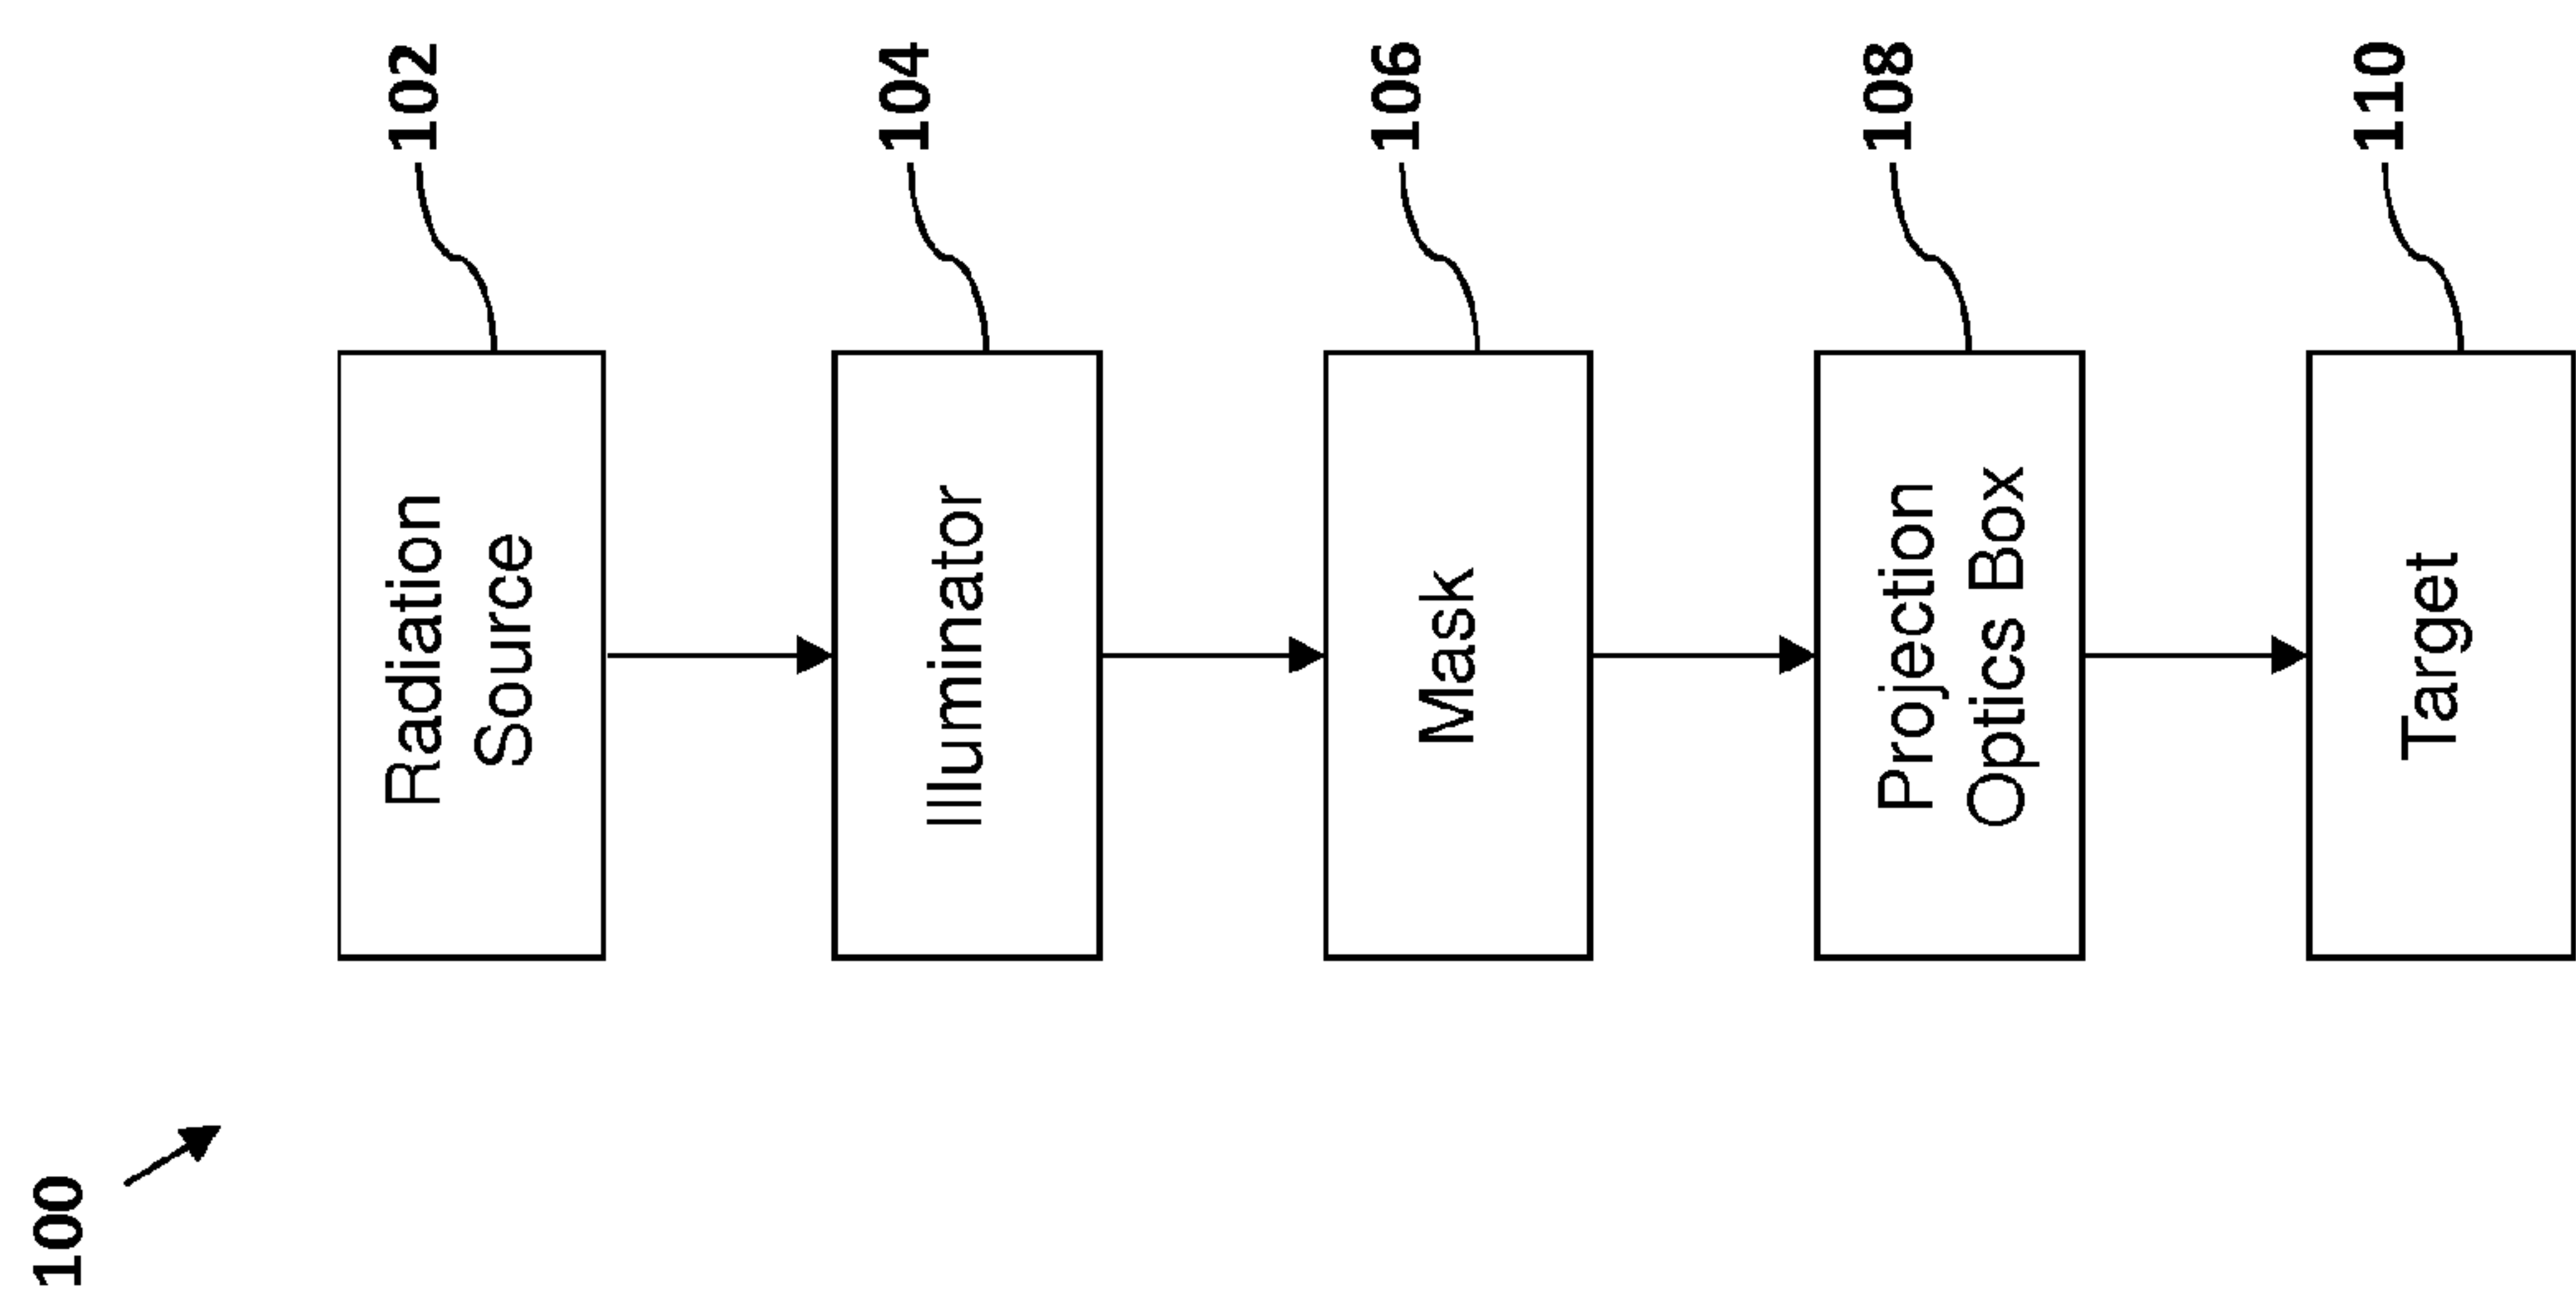 100
Radiation
Source
102
Illuminator
104
Mask
106
Projection
Optics Box
108
Target
110